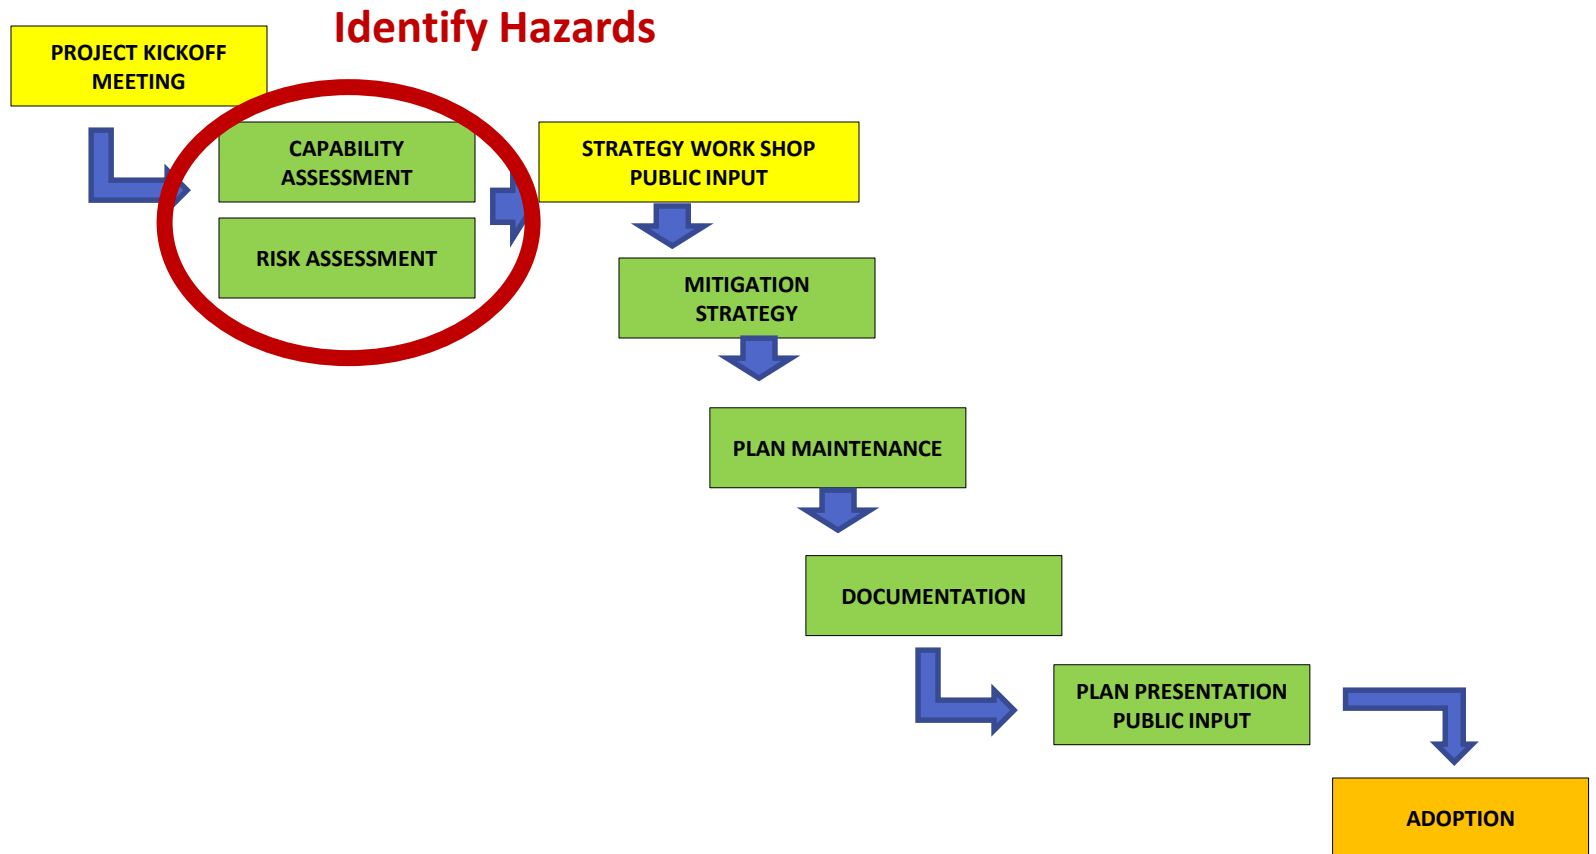 Identify Hazards
PROJECT KICKOFF
MEETING
CAPABILITY
ASSESSMENT
RISK ASSESSMENT
STRATEGY WORK SHOP
PUBLIC INPUT
MITIGATION
STRATEGY
PLAN MAINTENANCE
DOCUMENTATION
PLAN PRESENTATION
PUBLIC INPUT
ADOPTION